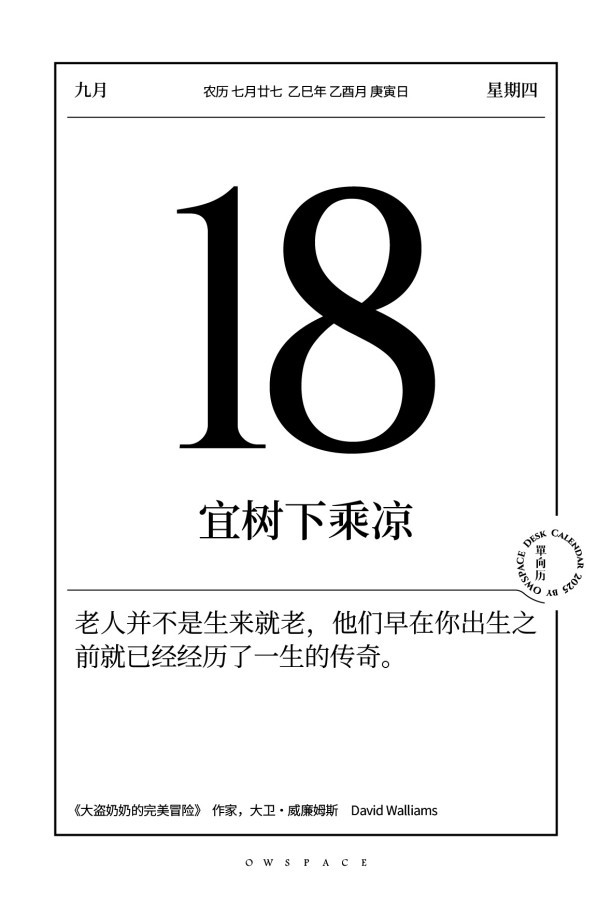 九月
农历 七月廿七 乙巳年 乙酉月 庚寅日
星期四
18
宜树下乘凉
DESK CALENDAR 2025 BY OWSPACE
單向历
老人并不是生来就老，他们早在你出生之
前就已经经历了一生的传奇。
《大盗奶奶的完美冒险》 作家，大卫·威廉姆斯 David Walliams
OWSPACE